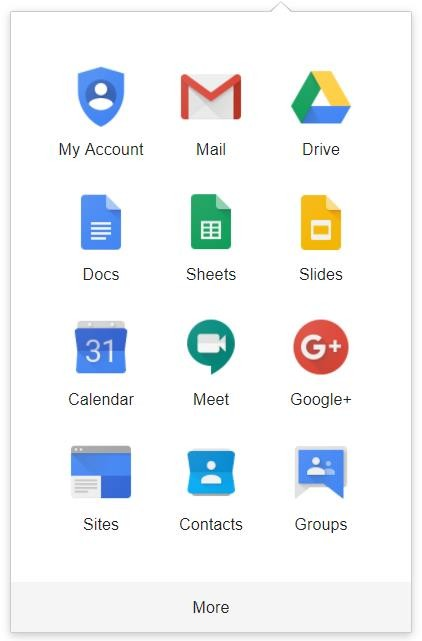 My Account Mail Drive
Docs Sheets Slides
31
G+
Calendar Meet Google+
Sites Contacts Groups
More